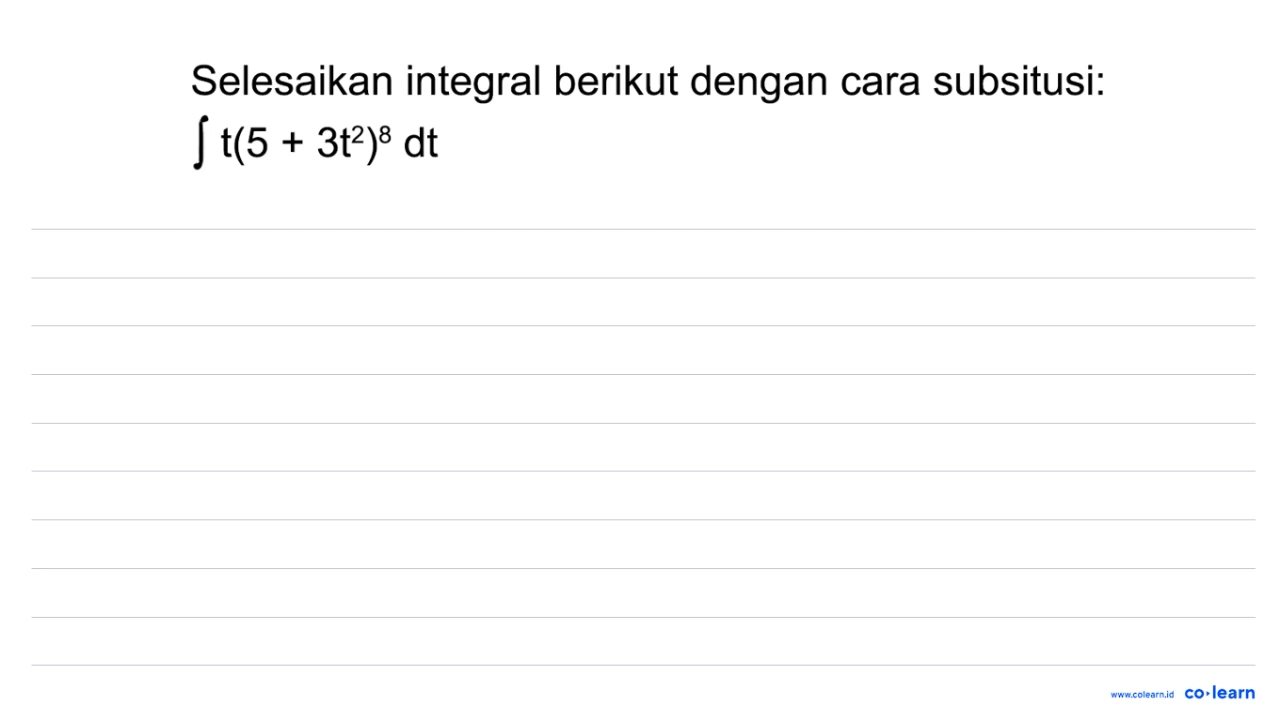 Selesaikan integral berikut dengan cara subsitusi:
∫ t(5 + 3t²)⁸ dt
www.colearn.id co·learn